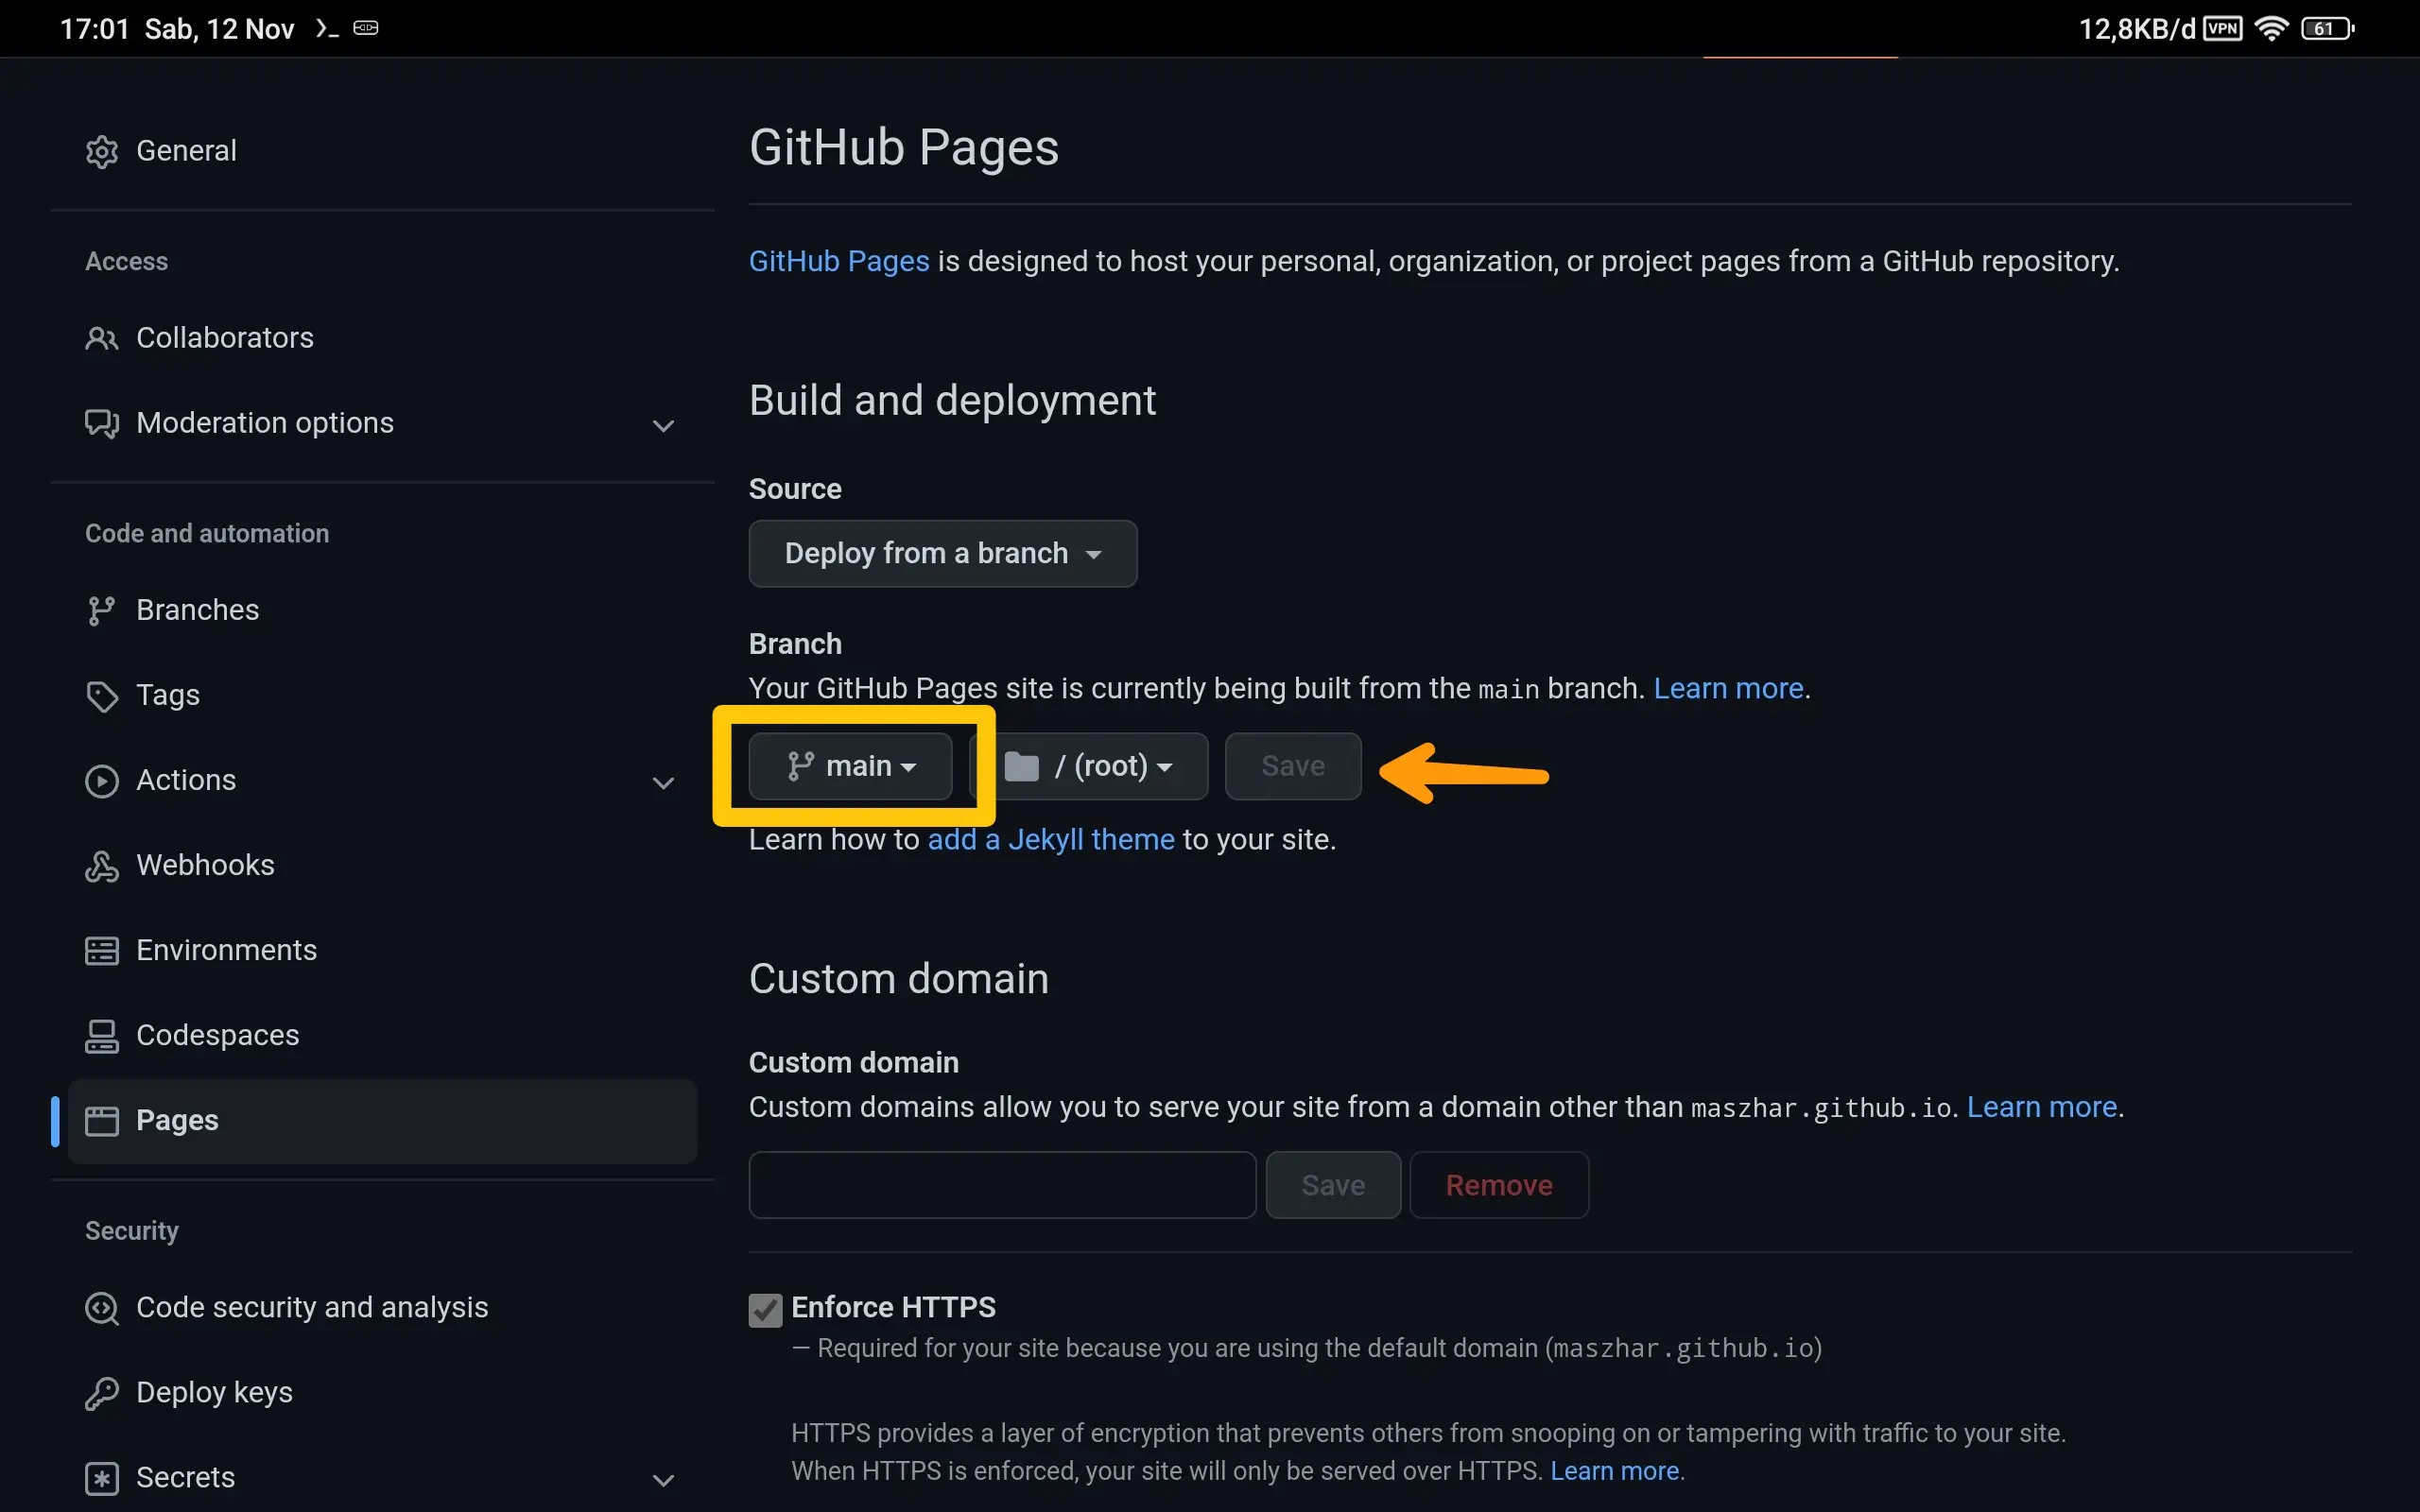 17:01 Sab, 12 Nov
12,8KB/d VPN 61
General
Access
Collaborators
Moderation options
Code and automation
Branches
Tags
Actions
Webhooks
Environments
Codespaces
Pages
Security
Code security and analysis
Deploy keys
Secrets
GitHub Pages
GitHub Pages is designed to host your personal, organization, or project pages from a GitHub repository.
Build and deployment
Source
Deploy from a branch
Branch
Your GitHub Pages site is currently being built from the main branch. Learn more.
main / (root) Save
Learn how to add a Jekyll theme to your site.
Custom domain
Custom domain
Custom domains allow you to serve your site from a domain other than maszhar.github.io. Learn more.
Save Remove
Enforce HTTPS
— Required for your site because you are using the default domain (maszhar.github.io)
HTTPS provides a layer of encryption that prevents others from snooping on or tampering with traffic to your site.
When HTTPS is enforced, your site will only be served over HTTPS. Learn more.